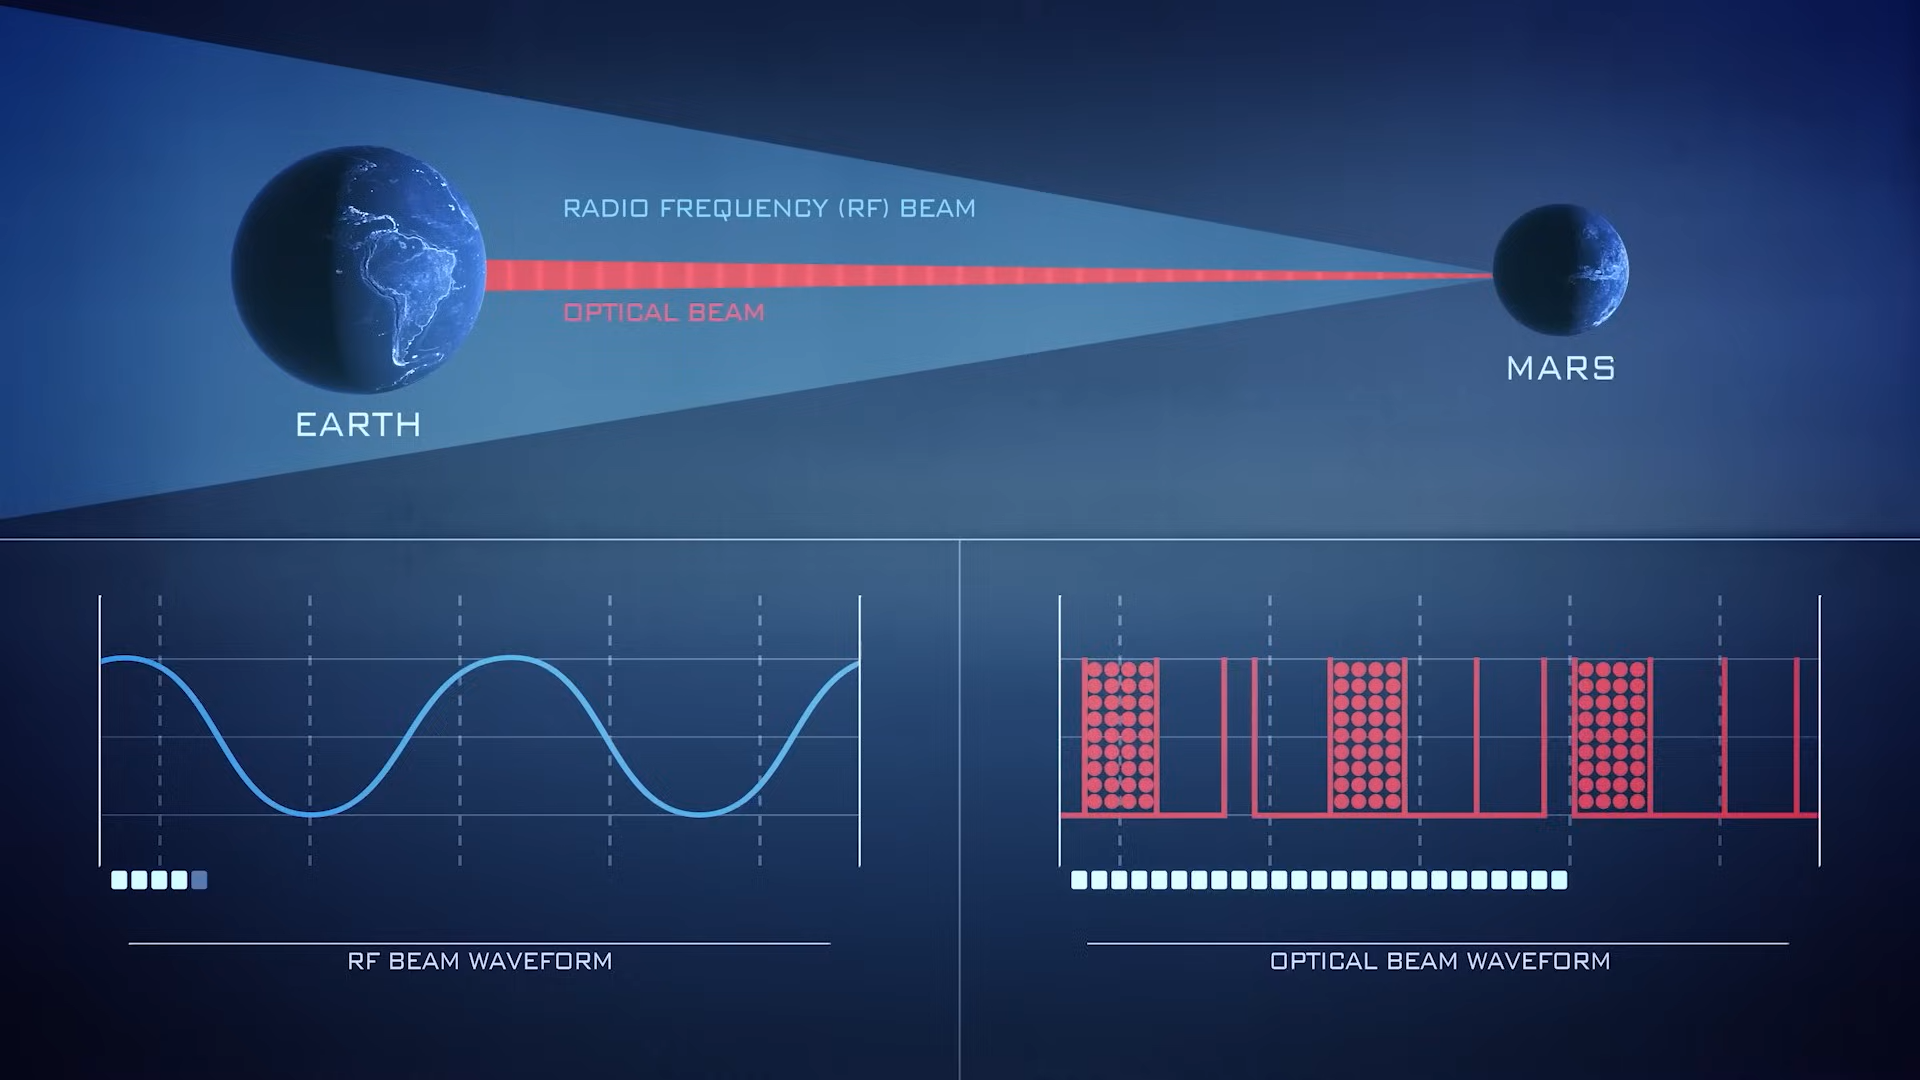 RADIO FREQUENCY (RF) BEAM
OPTICAL BEAM
EARTH
MARS
RF BEAM WAVEFORM
OPTICAL BEAM WAVEFORM